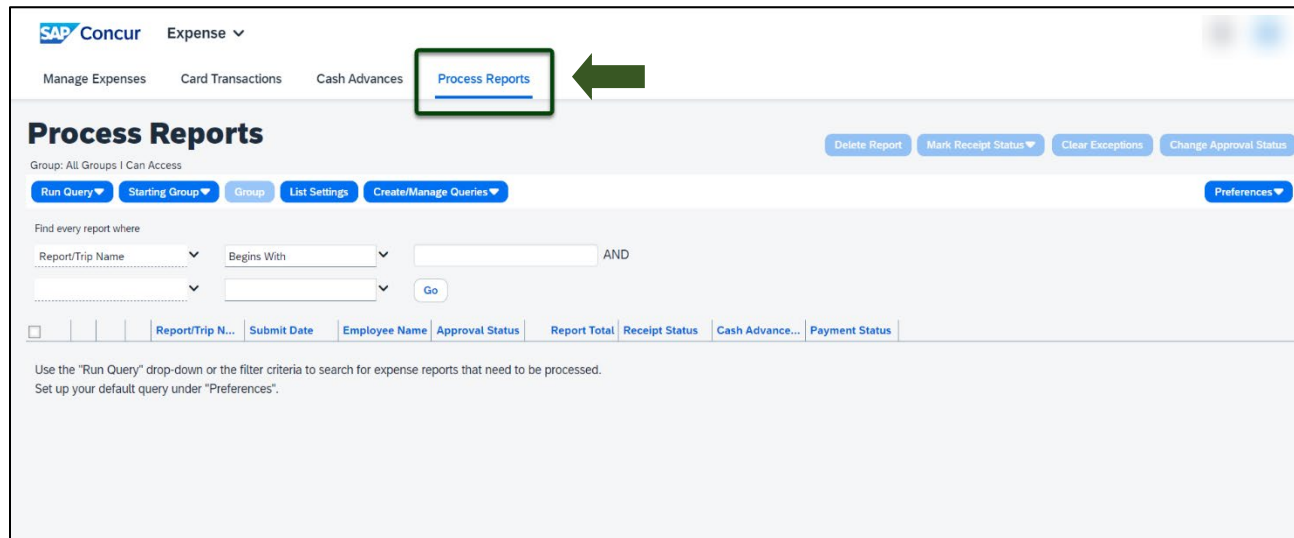 SAP Concur Expense
Manage Expenses Card Transactions Cash Advances Process Reports
Process Reports
Delete Report Mark Receipt Status Clear Exceptions Change Approval Status
Group: All Groups I Can Access
Run Query Starting Group Group List Settings Create/Manage Queries Preferences
Find every report where
Report/Trip Name Begins With AND
Go
Report/Trip N... Submit Date Employee Name Approval Status Report Total Receipt Status Cash Advance... Payment Status
Use the "Run Query" drop-down or the filter criteria to search for expense reports that need to be processed.
Set up your default query under "Preferences".